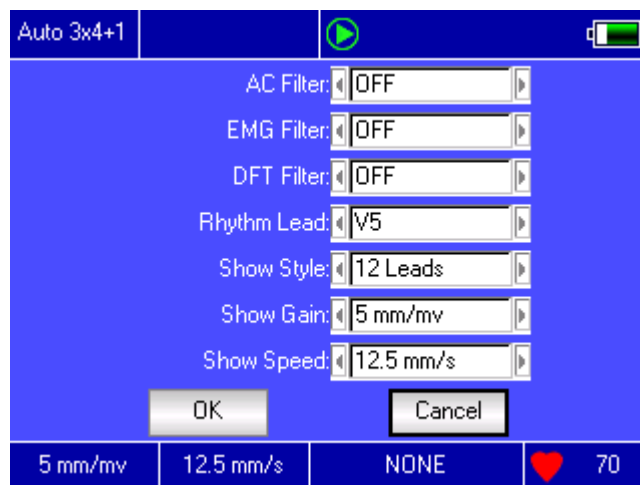 Auto 3x4+1
AC Filter: OFF
EMG Filter: OFF
DFT Filter: OFF
Rhythm Lead: V5
Show Style: 12 Leads
Show Gain: 5 mm/mv
Show Speed: 12.5 mm/s
OK Cancel
5 mm/mv 12.5 mm/s NONE 70